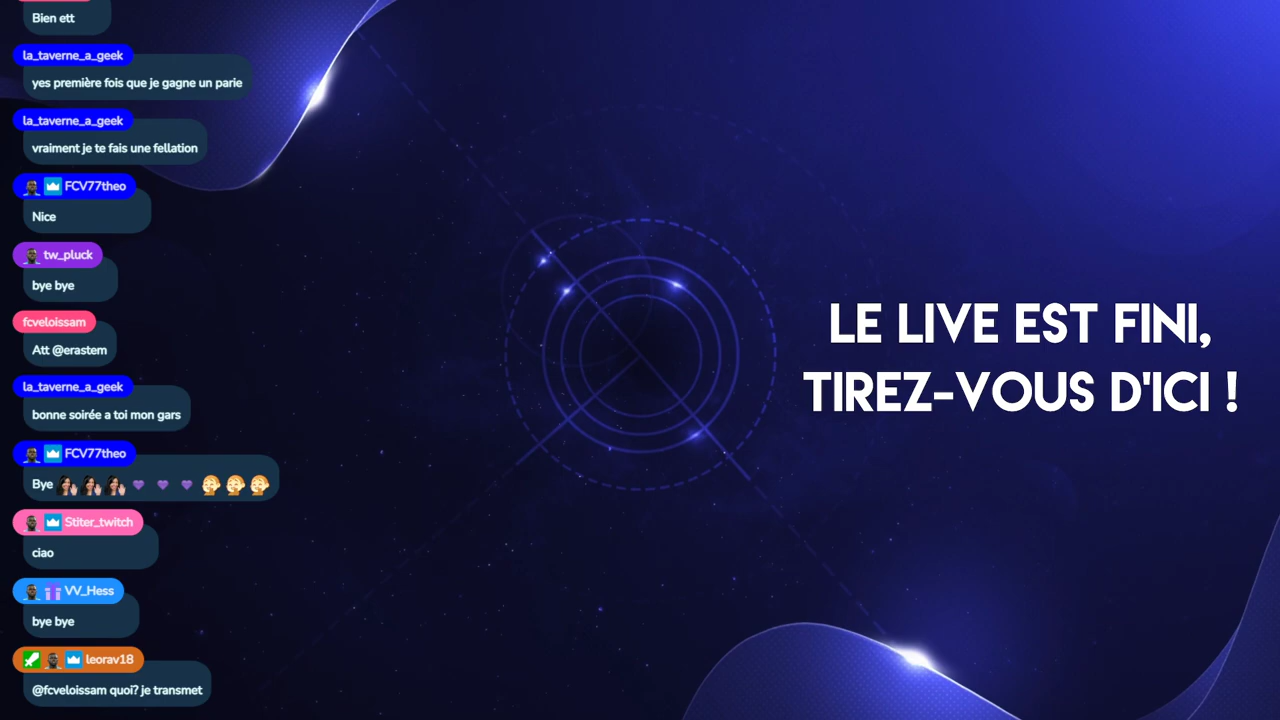 Bien ett
la_taverne_a_geek
yes première fois que je gagne un parie
la_taverne_a_geek
vraiment je te fais une fellation
FCV77theo
Nice
tw_pluck
bye bye
fcveloissam
Att @erastem
la_taverne_a_geek
bonne soirée a toi mon gars
FCV77theo
Bye
Stiter_twitch
ciao
VV_Hess
bye bye
leorav18
@fcveloissam quoi? je transmet
LE LIVE EST FINI,
TIREZ-VOUS D'ICI !